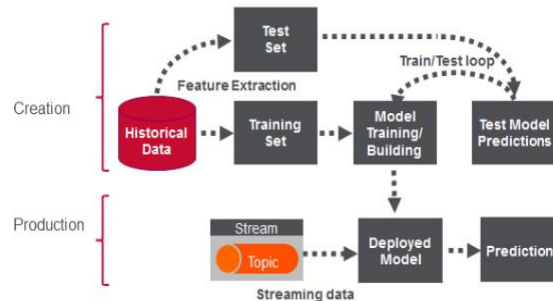 Test
Set
Train/Test loop
Feature Extraction
Creation
Historical
Data
Training
Set
Model
Training/
Building
Test Model
Predictions
Production
Stream
Topic
Deployed
Model
Prediction
Streaming data